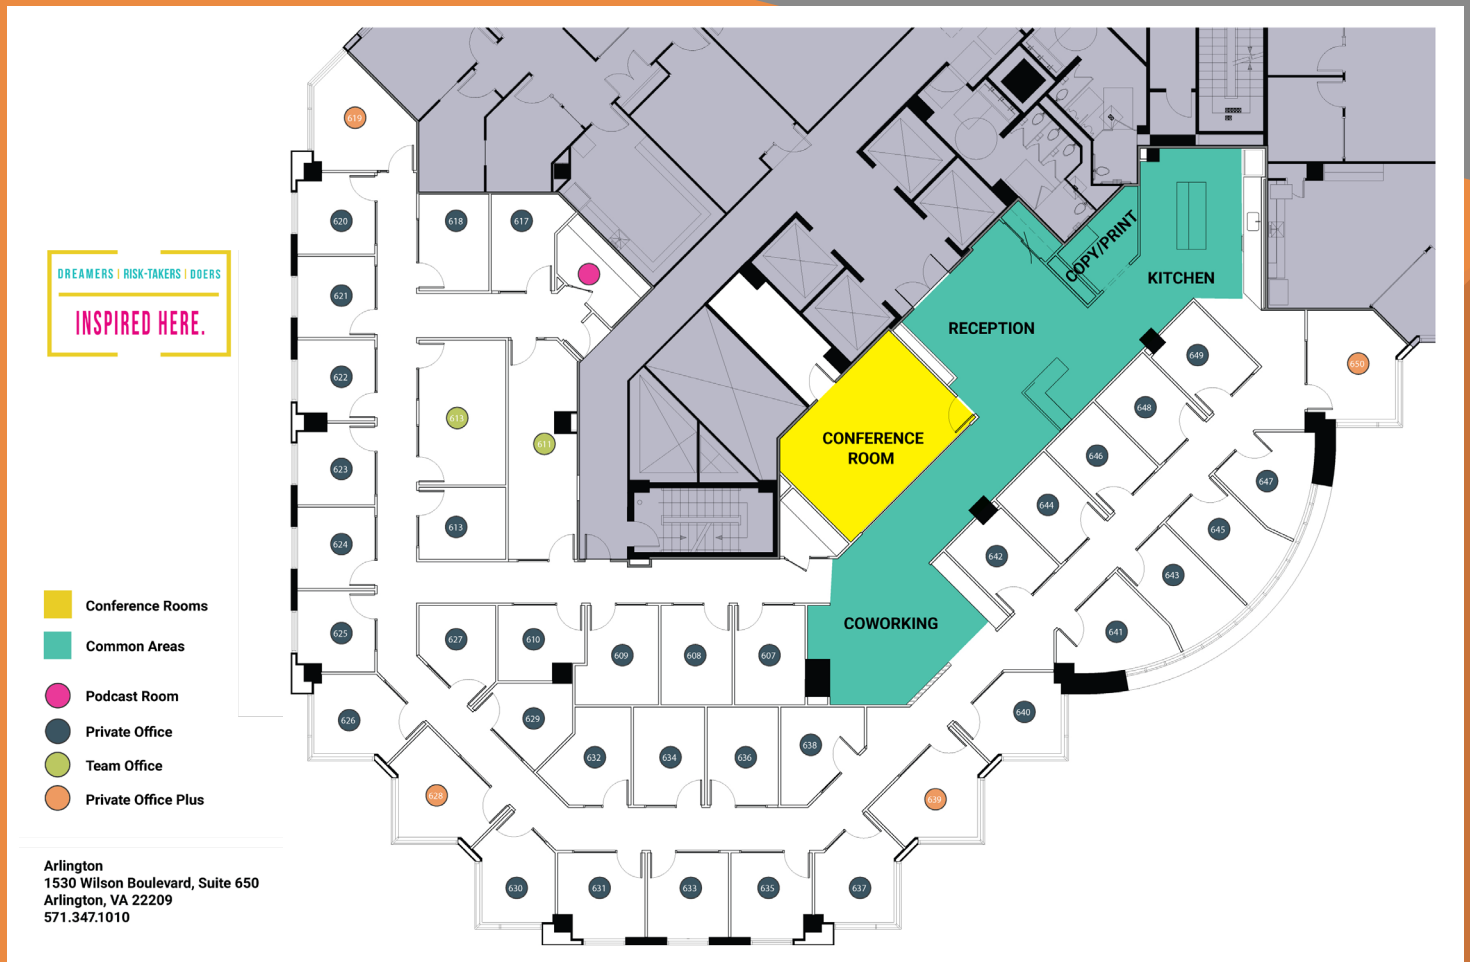 DREAMERS | RISK-TAKERS | DOERS
INSPIRED HERE.
Conference Rooms
Common Areas
Podcast Room
Private Office
Team Office
Private Office Plus
Arlington
1530 Wilson Boulevard, Suite 650
Arlington, VA 22209
571.347.1010
619
620
618
617
621
622
613
611
623
613
624
625
627
610
609
608
607
626
629
628
632
634
636
638
630
631
633
635
637
639
640
641
642
643
644
645
646
647
648
649
650
COPY/PRINT
KITCHEN
RECEPTION
CONFERENCE
ROOM
COWORKING